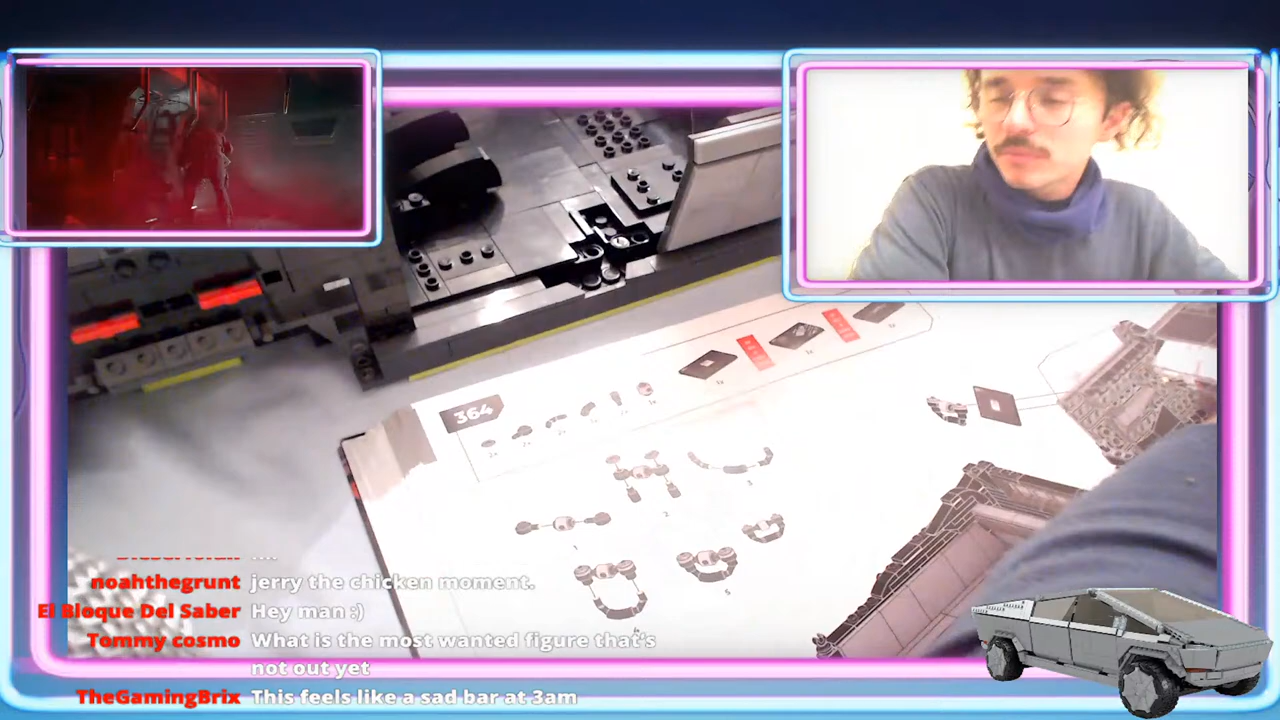 364
noahthegrunt jerry the chicken moment.
El Bloque Del Saber Hey man :)
Tommy cosmo What is the most wanted figure that's
not out yet
TheGamingBrix This feels like a sad bar at 3am